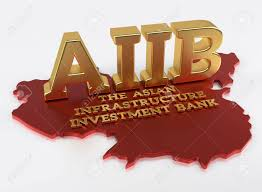 AIIB
THE ASIAN
INFRASTRUCTURE
INVESTMENT BANK